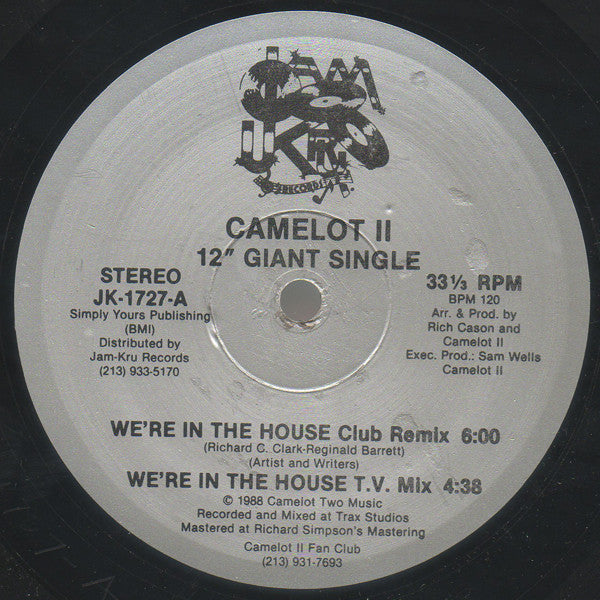 JAM
KRU
RECORDS
CAMELOT II
12" GIANT SINGLE
STEREO
JK-1727-A
Simply Yours Publishing
(BMI)
Distributed by
Jam-Kru Records
(213) 933-5170
33⅓ RPM
BPM 120
Arr. & Prod. by
Rich Cason and
Camelot II
Exec. Prod.: Sam Wells
Camelot II
WE'RE IN THE HOUSE Club Remix 6:00
(Richard C. Clark-Reginald Barrett)
(Artist and Writers)
WE'RE IN THE HOUSE T.V. Mix 4:38
© 1988 Camelot Two Music
Recorded and Mixed at Trax Studios
Mastered at Richard Simpson's Mastering
Camelot II Fan Club
(213) 931-7693